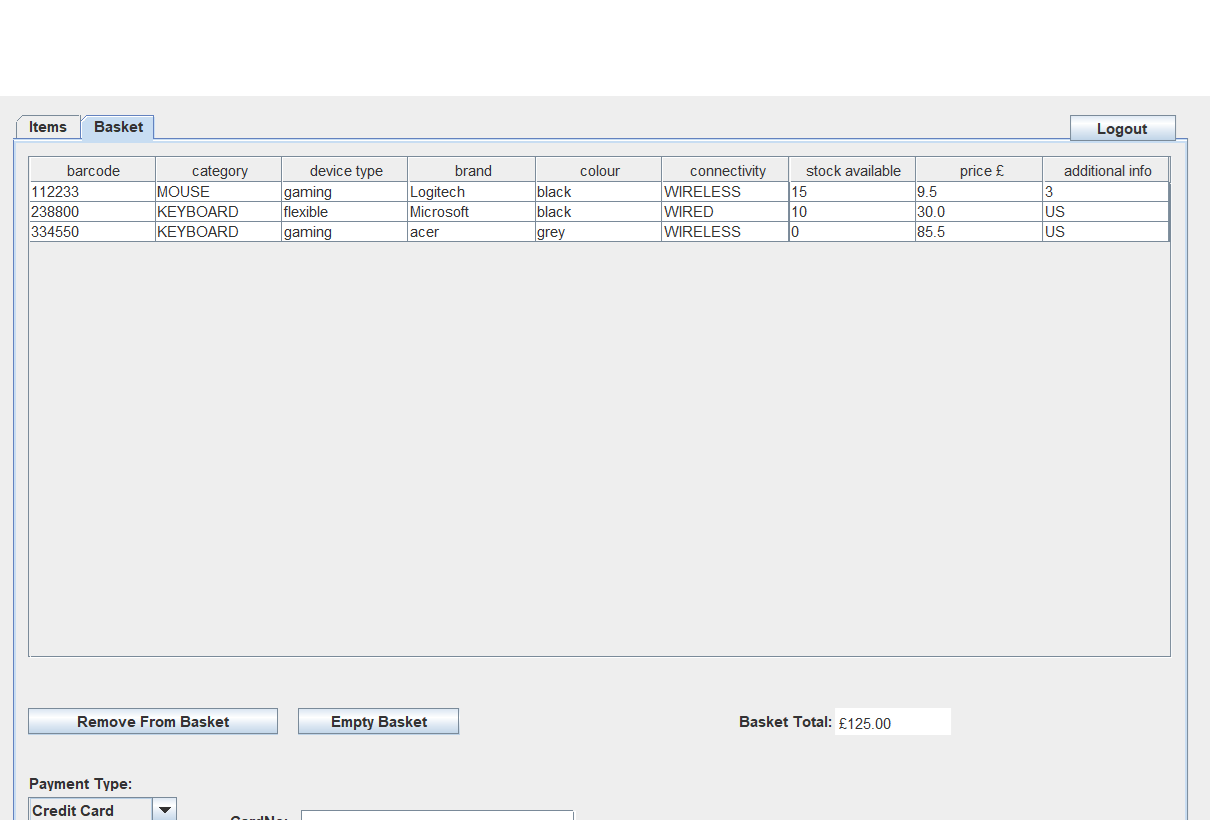 Items Basket Logout
barcode category device type brand colour connectivity stock available price £ additional info
112233 MOUSE gaming Logitech black WIRELESS 15 9.5 3
238800 KEYBOARD flexible Microsoft black WIRED 10 30.0 US
334550 KEYBOARD gaming acer grey WIRELESS 0 85.5 US
Remove From Basket Empty Basket Basket Total: £125.00
Payment Type:
Credit Card CardNo: